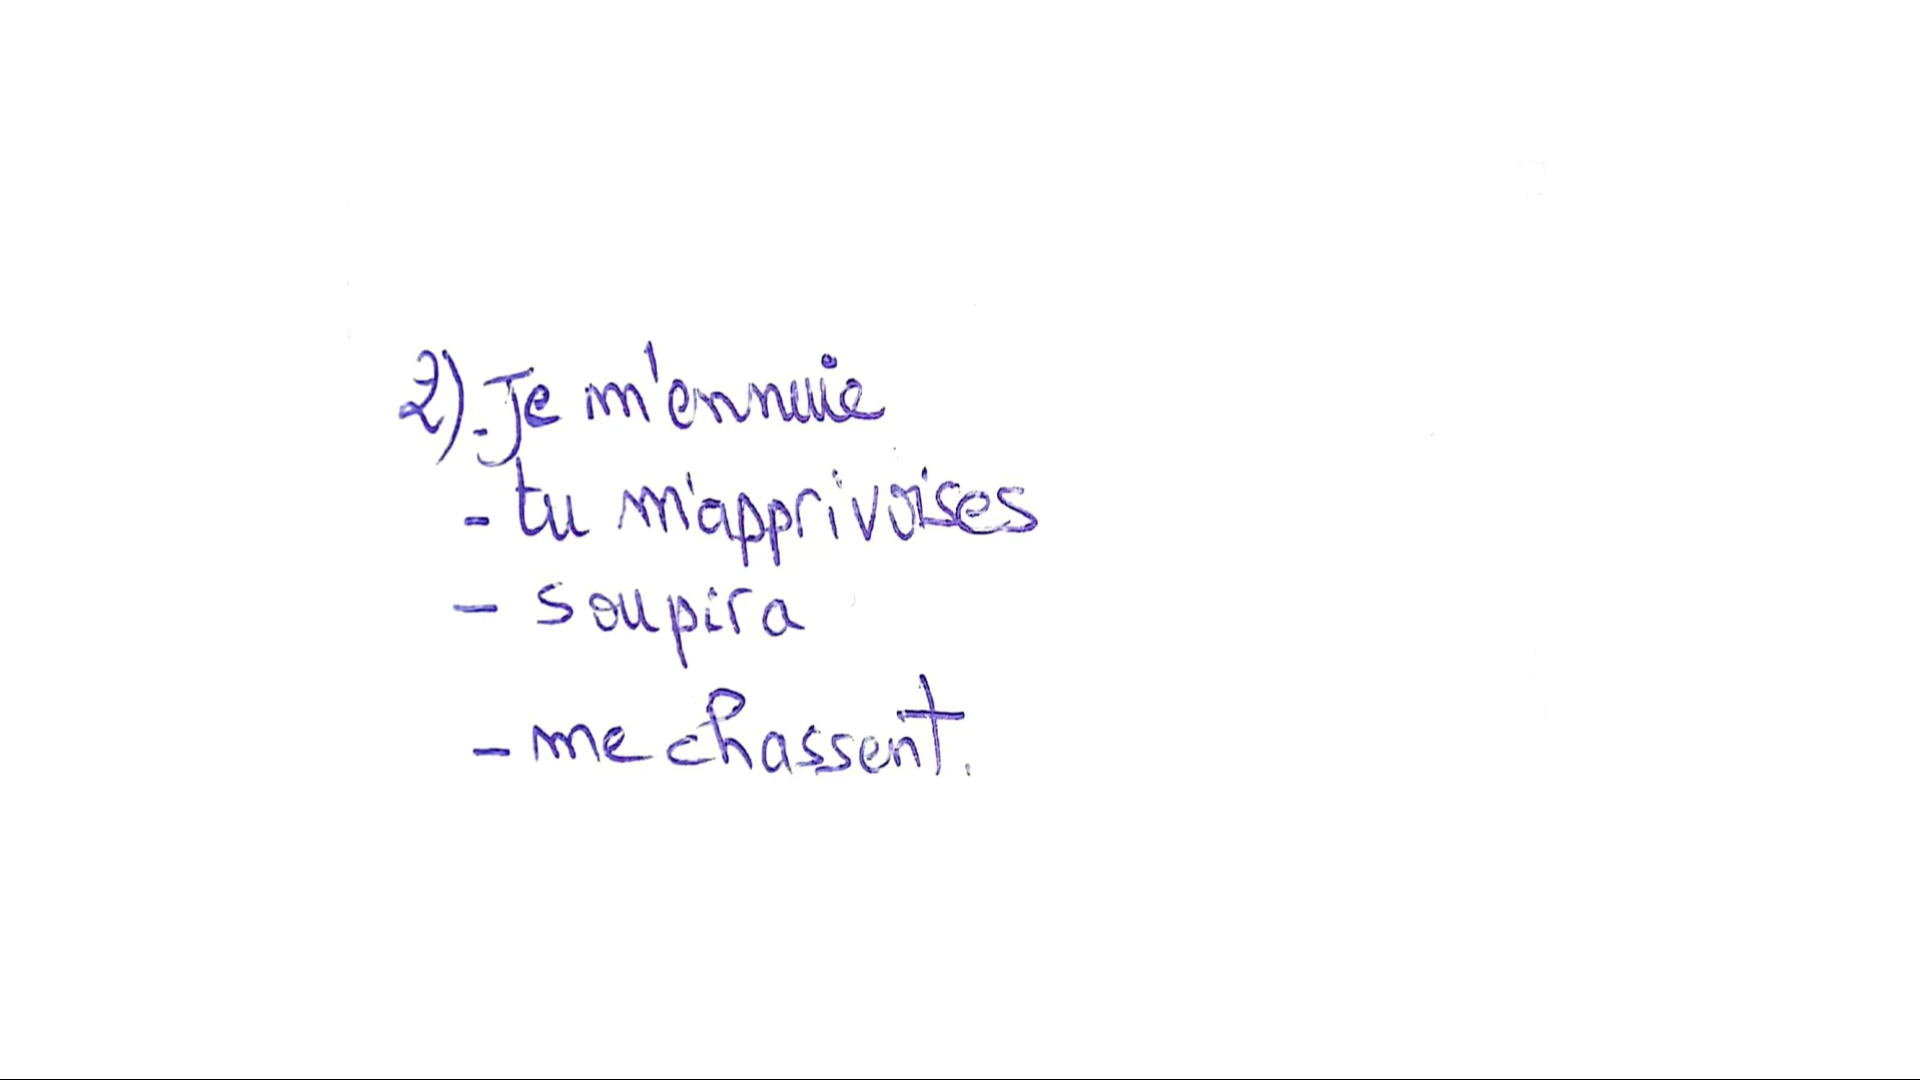 2).- Je m'ennuie
- tu m'apprivoises
- soupira
- me chassent.